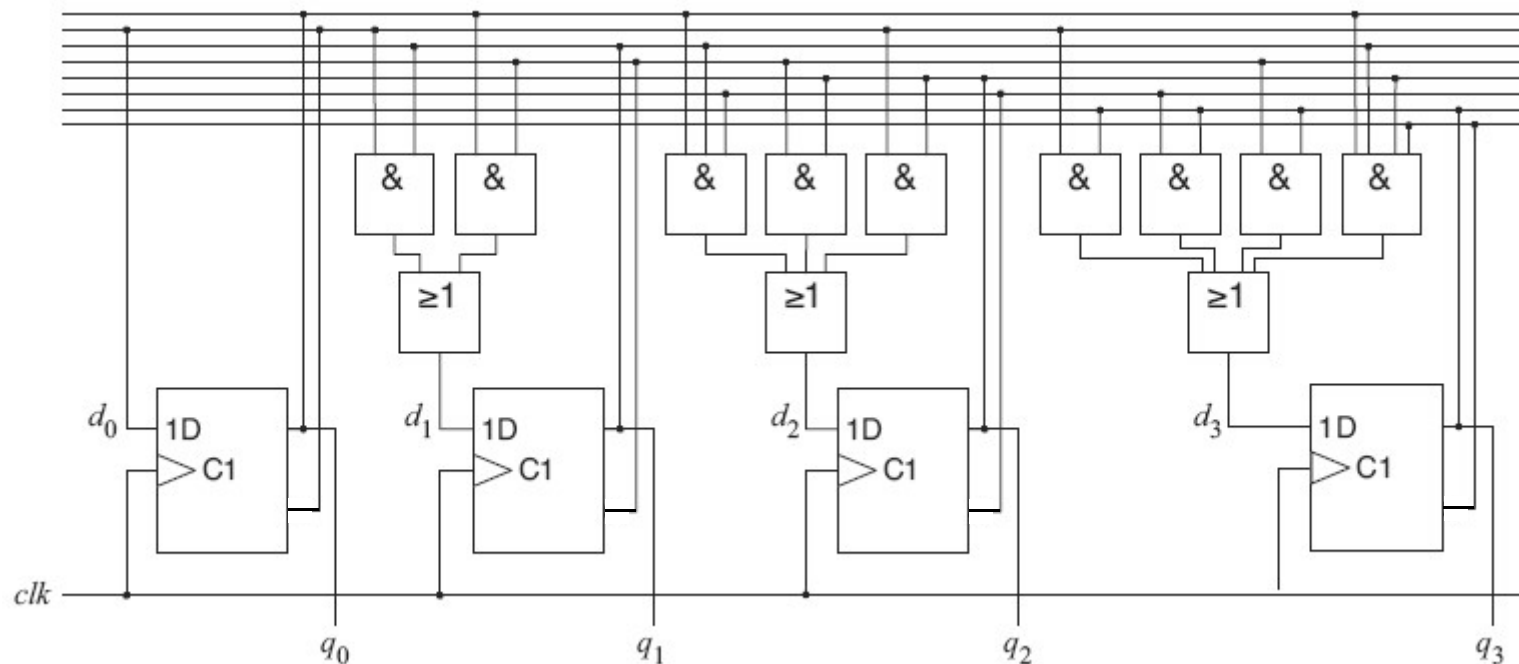 & & & & & & & & &
≥1 ≥1 ≥1
d0 1D d1 1D d2 1D d3 1D
C1 C1 C1 C1
clk
q0 q1 q2 q3